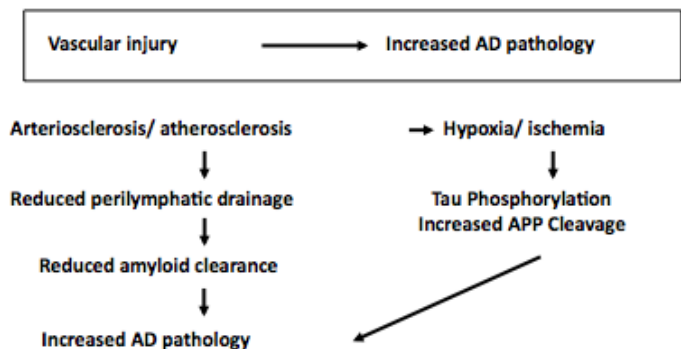 Vascular injury Increased AD pathology
Arteriosclerosis/ atherosclerosis Hypoxia/ ischemia
Reduced perilymphatic drainage
Tau Phosphorylation
Increased APP Cleavage
Reduced amyloid clearance
Increased AD pathology